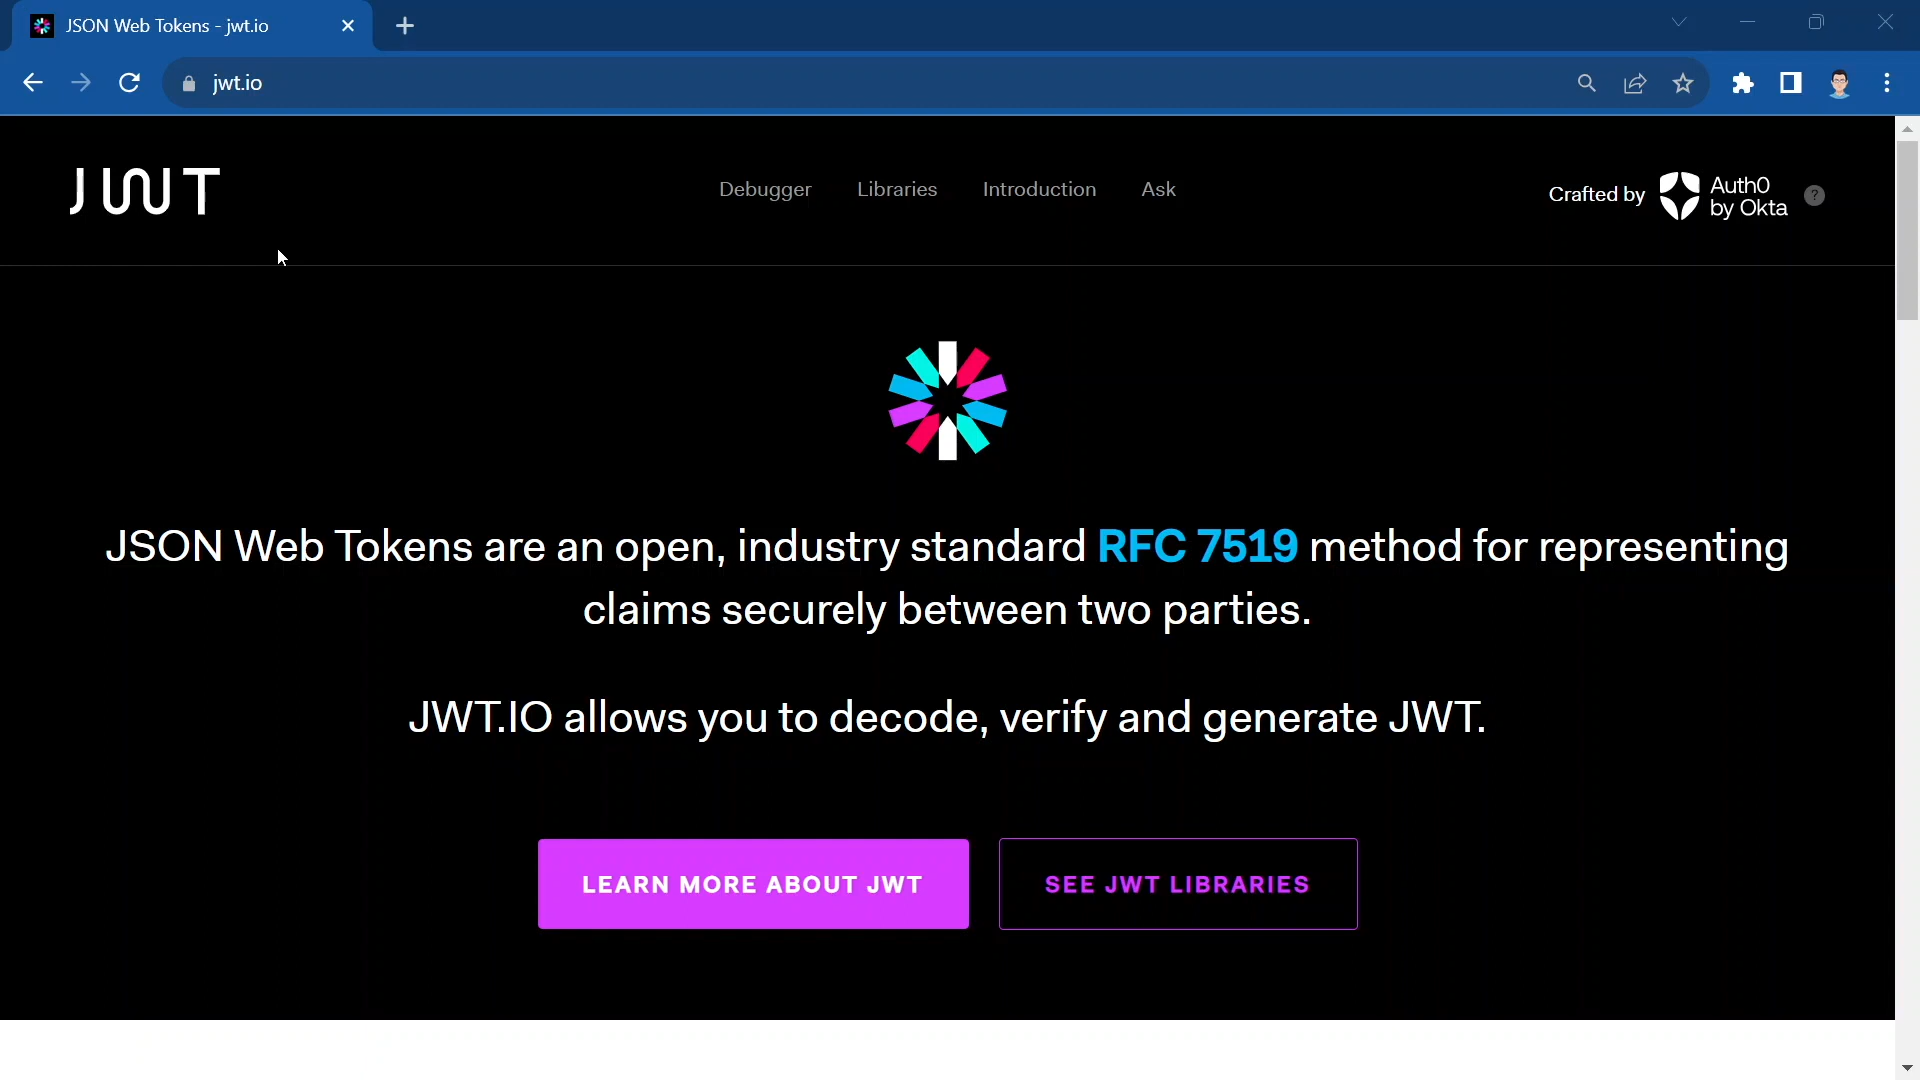 JSON Web Tokens - jwt.io
jwt.io
JWT
Debugger
Libraries
Introduction
Ask
Crafted by
Auth0
by Okta
?
JSON Web Tokens are an open, industry standard RFC 7519 method for representing
claims securely between two parties.
JWT.IO allows you to decode, verify and generate JWT.
LEARN MORE ABOUT JWT
SEE JWT LIBRARIES